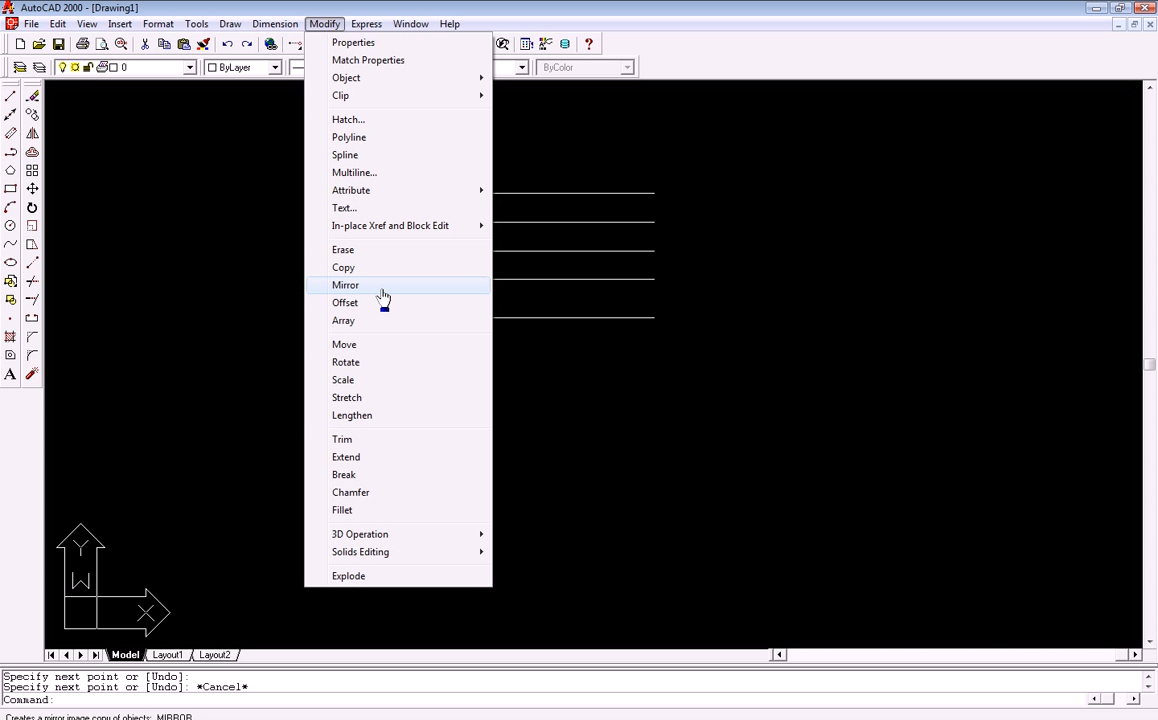 AutoCAD 2000 - [Drawing1]
File Edit View Insert Format Tools Draw Dimension Modify Express Window Help
0 ByLayer ByColor
Properties
Match Properties
Object
Clip
Hatch...
Polyline
Spline
Multiline...
Attribute
Text...
In-place Xref and Block Edit
Erase
Copy
Mirror
Offset
Array
Move
Rotate
Scale
Stretch
Lengthen
Trim
Extend
Break
Chamfer
Fillet
3D Operation
Solids Editing
Explode
A
Y
W
X
Model Layout1 Layout2
Specify next point or [Undo]:
Specify next point or [Undo]: *Cancel*
Command:
Creates a mirror image copy of objects: MIRROR